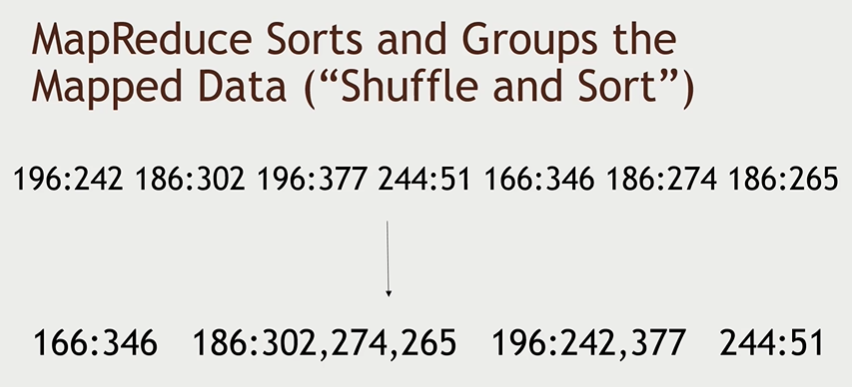 MapReduce Sorts and Groups the
Mapped Data (“Shuffle and Sort”)
196:242 186:302 196:377 244:51 166:346 186:274 186:265
166:346 186:302,274,265 196:242,377 244:51